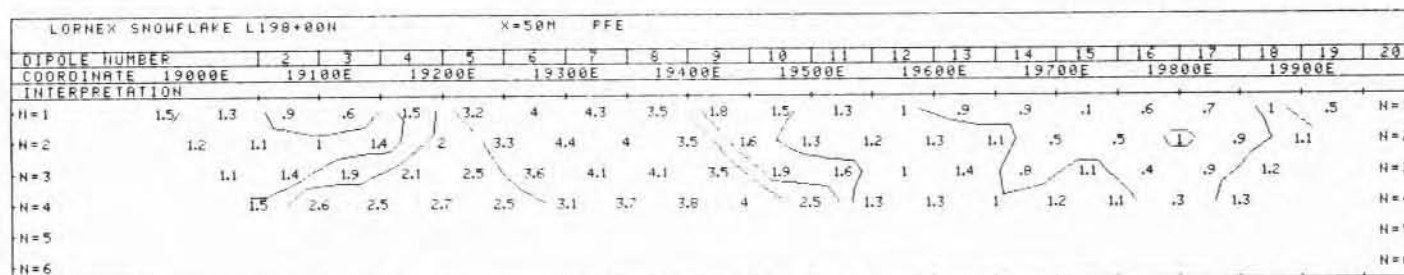 LORNEX SNOWFLAKE L198+00N X=50M PFE
DIPOLE NUMBER 2 3 4 5 6 7 8 9 10 11 12 13 14 15 16 17 18 19 20
COORDINATE 19000E 19100E 19200E 19300E 19400E 19500E 19600E 19700E 19800E 19900E
INTERPRETATION
N=1 1.5 1.3 .9 .6 1.5 3.2 4 4.3 3.5 1.8 1.5 1.3 1 .9 .9 .1 .6 .7 1 .5 N=
N=2 1.2 1.1 1 1.4 2 3.3 4.4 4 3.5 1.6 1.3 1.2 1.3 1.1 .5 .5 1 .9 1.1 N=
N=3 1.1 1.4 1.9 2.1 2.5 3.6 4.1 4.1 3.5 1.9 1.6 1 1.4 .8 1.1 .4 .9 1.2 N=
N=4 1.5 2.6 2.5 2.7 2.5 3.1 3.7 3.8 4 2.5 1.3 1.3 1 1.2 1.1 .3 1.3 N=
N=5 N=
N=6 N=